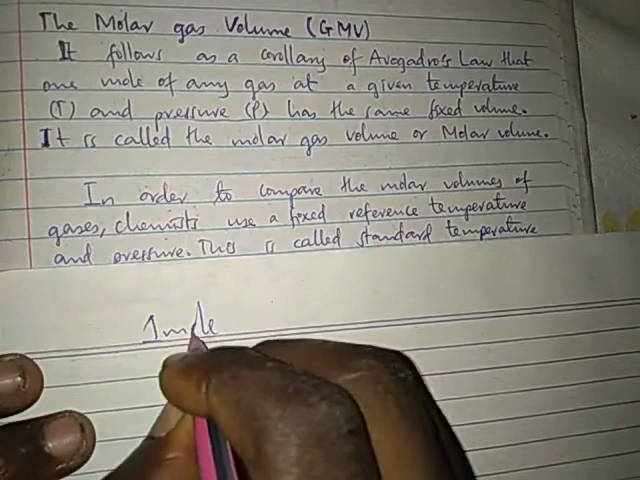 The Molar gas Volume (GMV)
It follows as a corollary of Avogadro's Law that
one mole of any gas at a given temperature
(T) and pressure (P) has the same fixed volume.
It is called the molar gas volume or Molar volume.
In order to compare the molar volumes of
gases, chemists use a fixed reference temperature
and pressure. This is called standard temperature
1 mole